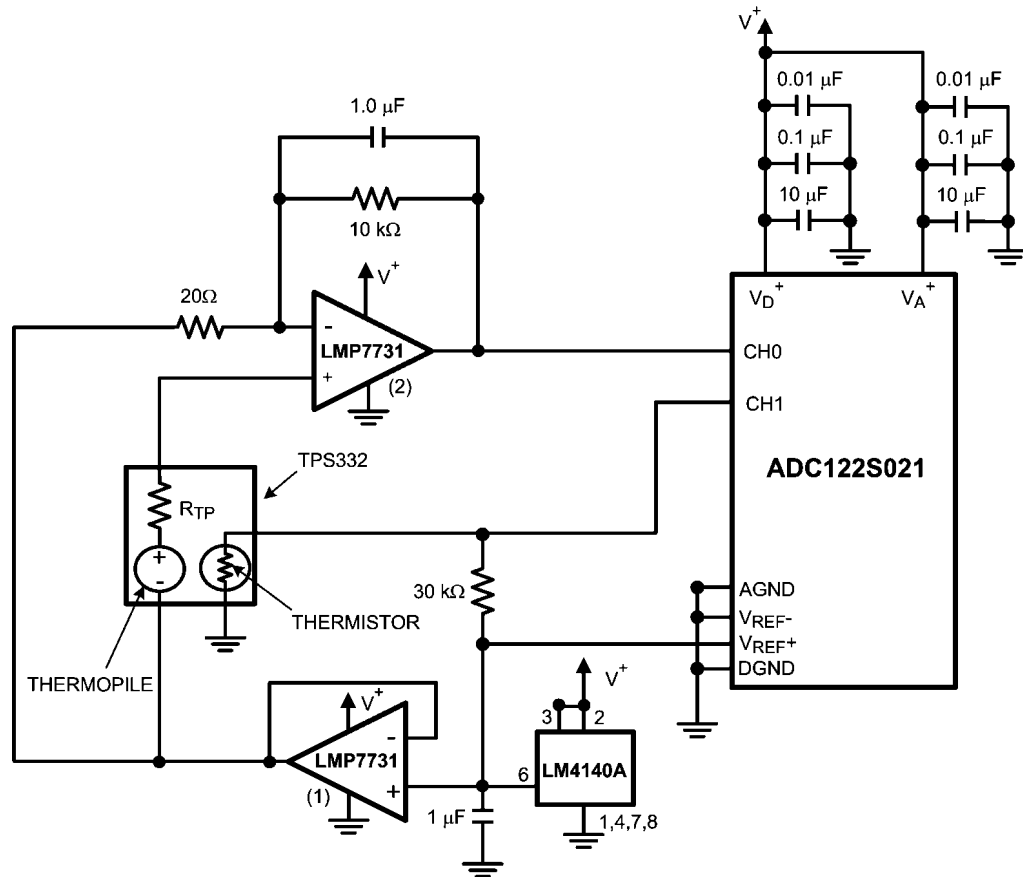 V+
0.01 µF
0.01 µF
1.0 µF
0.1 µF
0.1 µF
10 µF
10 µF
10 kΩ
V+
20Ω
VD+
VA+
-
LMP7731
+
(2)
CH0
CH1
ADC122S021
TPS332
RTP
+
-
30 kΩ
THERMISTOR
AGND
VREF-
VREF+
DGND
THERMOPILE
V+
V+
3
2
-
LMP7731
+
(1)
6
LM4140A
1 µF
1,4,7,8